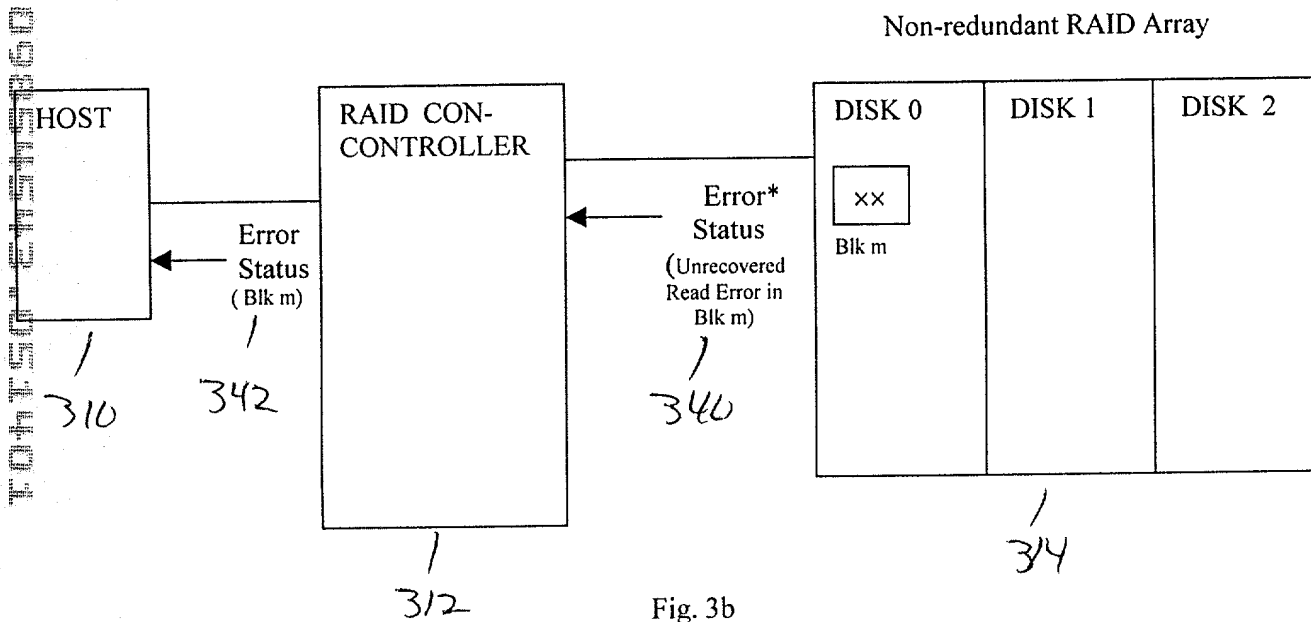 Non-redundant RAID Array
HOST
RAID CON-
CONTROLLER
DISK 0
DISK 1
DISK 2
××
Blk m
Error
Status
( Blk m)
Error*
Status
(Unrecovered
Read Error in
Blk m)
310
342
340
314
312
Fig. 3b